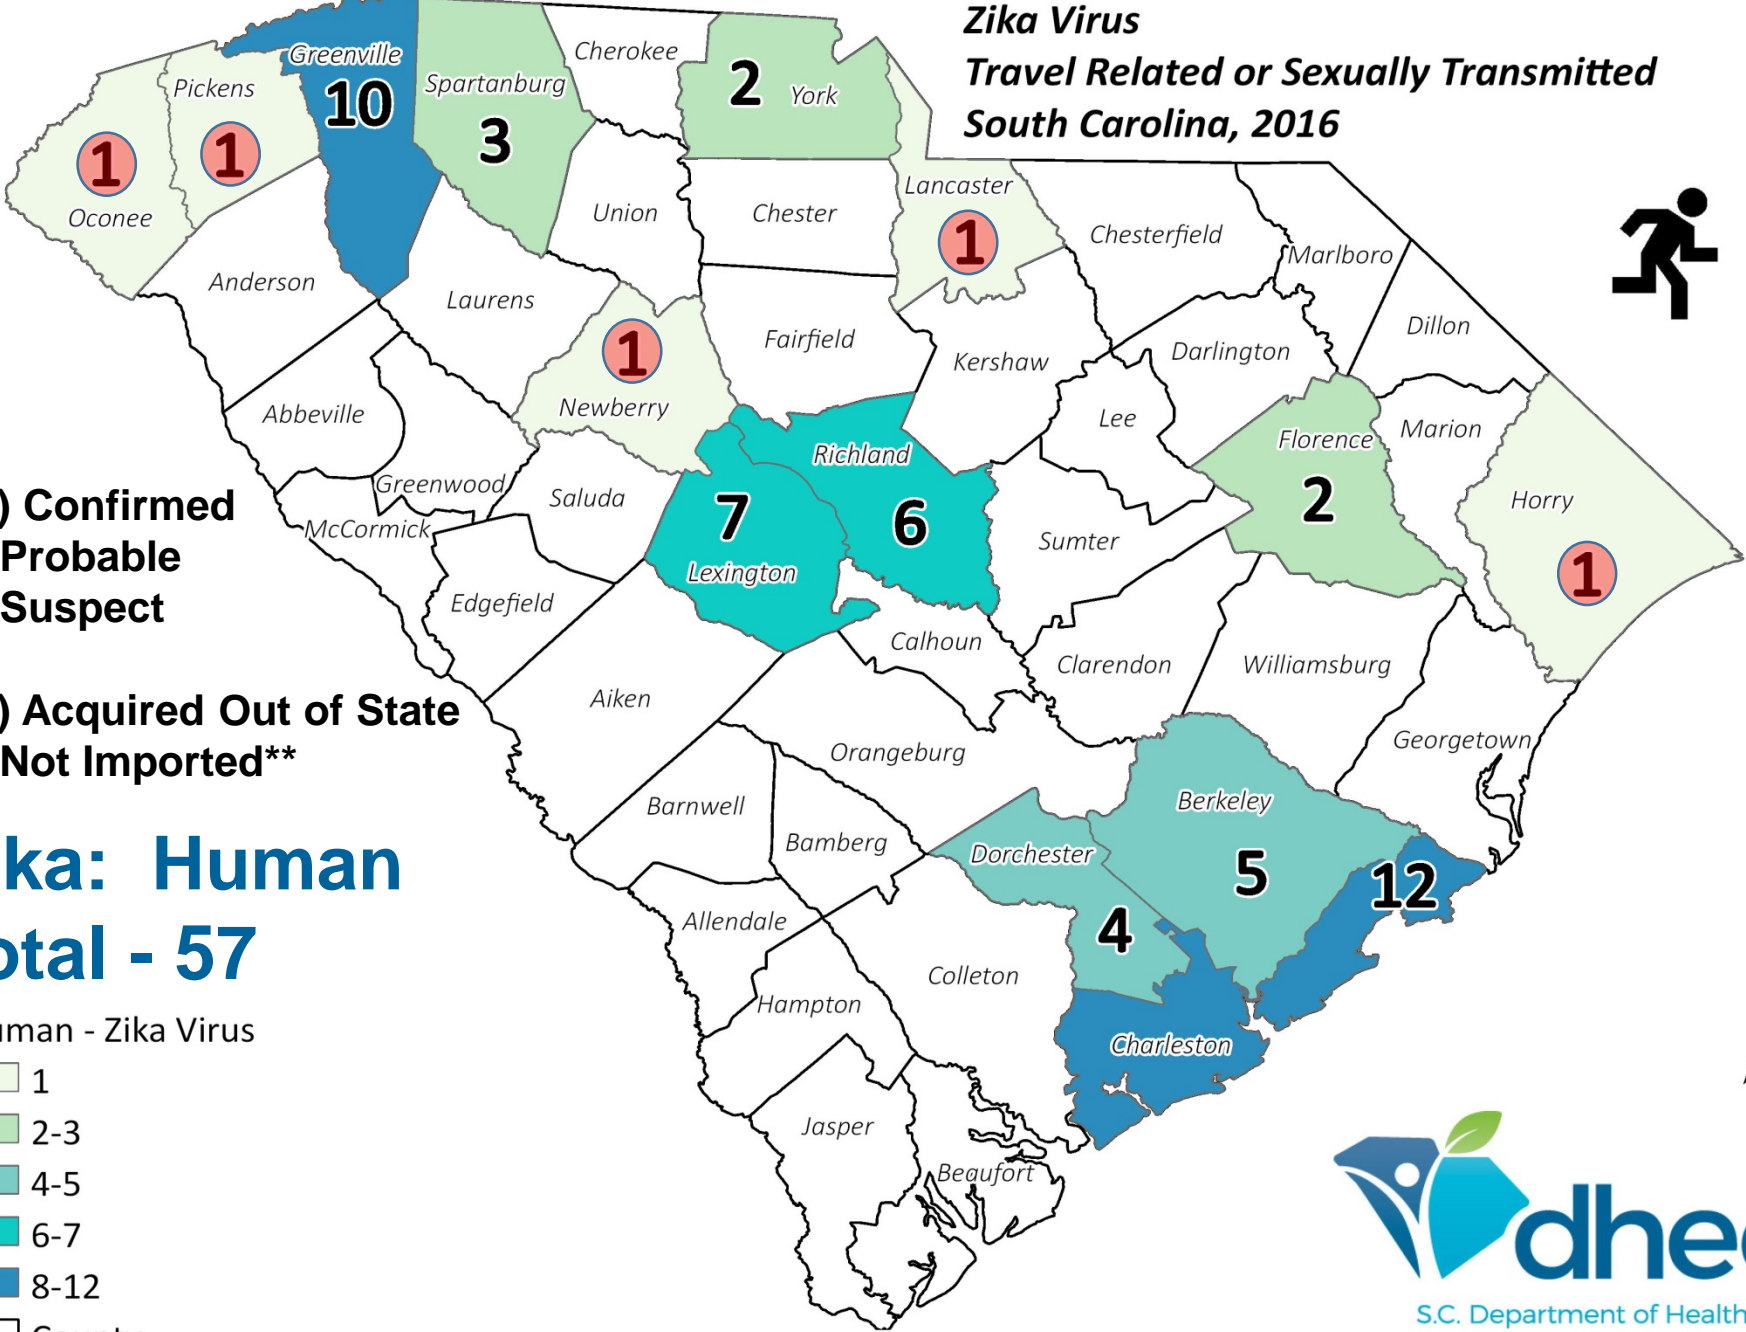 Zika Virus
Travel Related or Sexually Transmitted
South Carolina, 2016
Greenville
10
Pickens
1
Oconee
1
Spartanburg
3
Cherokee
2 York
Union
Chester
Lancaster
1
Chesterfield
Marlboro
Anderson
Laurens
Fairfield
Kershaw
Darlington
Dillon
1
Newberry
Abbeville
Lee
Florence
2
Marion
Horry
1
Richland
6
Greenwood
Saluda
7
Lexington
McCormick
Sumter
Edgefield
Calhoun
Clarendon
Williamsburg
Aiken
Orangeburg
Georgetown
Barnwell
Bamberg
Berkeley
5
Dorchester
4
12
Charleston
Allendale
Colleton
Hampton
Jasper
Beaufort
) Confirmed
Probable
Suspect
) Acquired Out of State
Not Imported**
ka: Human
otal - 57
uman - Zika Virus
1
2-3
4-5
6-7
8-12
dhec
S.C. Department of Health